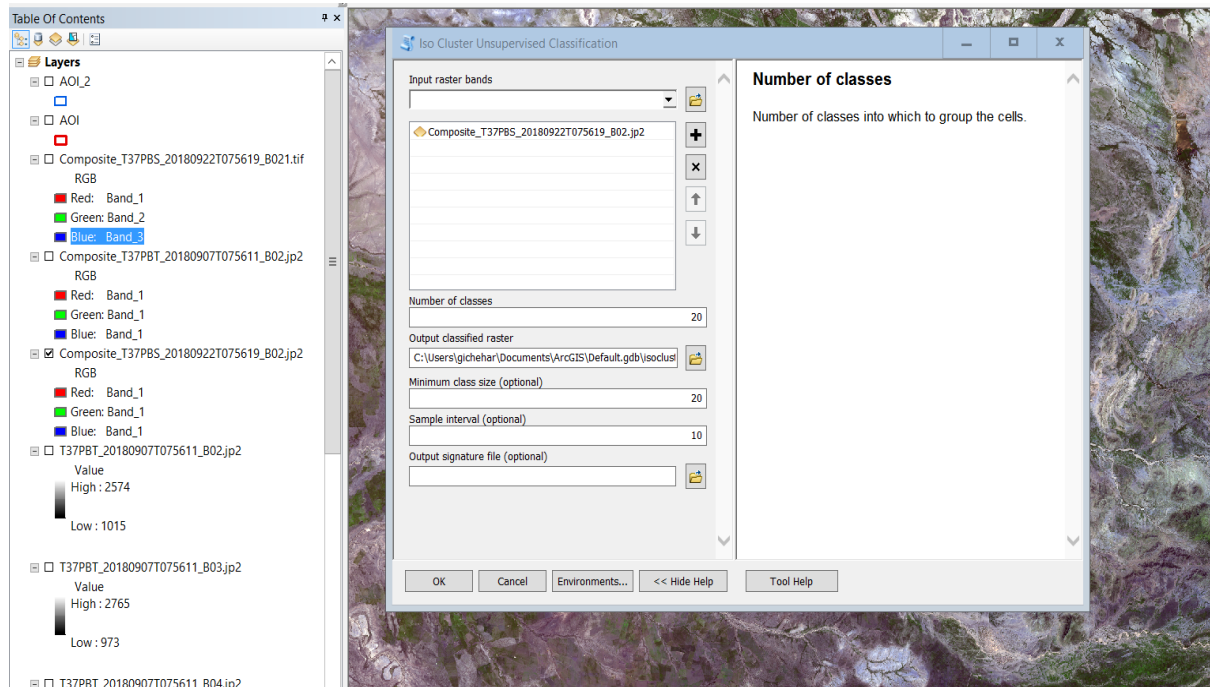 Table Of Contents
Layers
AOI_2
AOI
Composite_T37PBS_20180922T075619_B021.tif
RGB
Red: Band_1
Green: Band_2
Blue: Band_3
Composite_T37PBT_20180907T075611_B02.jp2
RGB
Red: Band_1
Green: Band_1
Blue: Band_1
Composite_T37PBS_20180922T075619_B02.jp2
RGB
Red: Band_1
Green: Band_1
Blue: Band_1
T37PBT_20180907T075611_B02.jp2
Value
High : 2574
Low : 1015
T37PBT_20180907T075611_B03.jp2
Value
High : 2765
Low : 973
T37PBT_20180907T075611_B04.jp2
Iso Cluster Unsupervised Classification
Input raster bands
Composite_T37PBS_20180922T075619_B02.jp2
Number of classes
20
Output classified raster
C:\Users\gichehar\Documents\ArcGIS\Default.gdb\isoclust
Minimum class size (optional)
20
Sample interval (optional)
10
Output signature file (optional)
OK
Cancel
Environments...
<< Hide Help
Tool Help
Number of classes
Number of classes into which to group the cells.